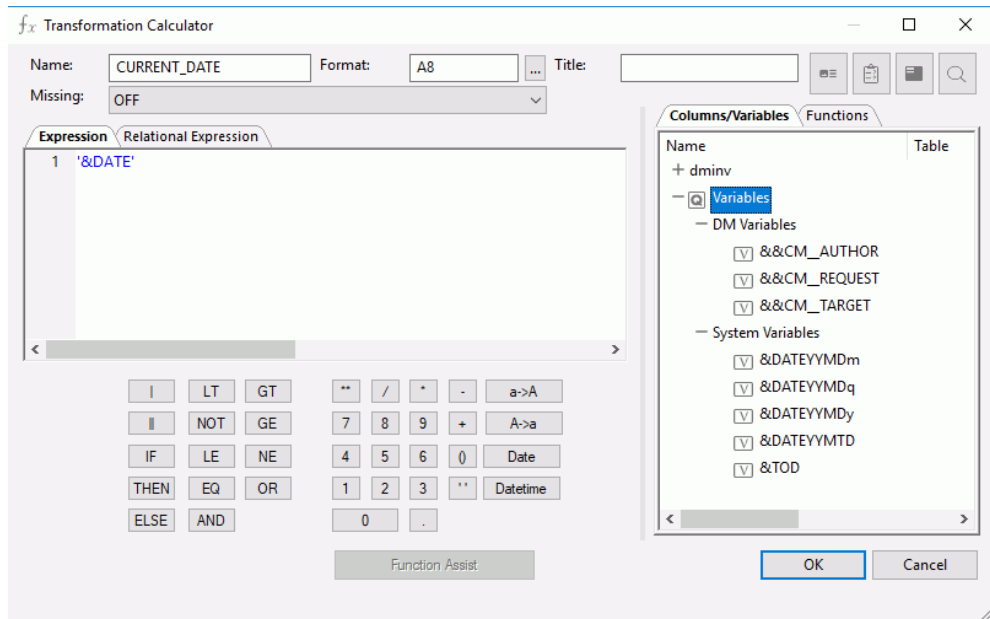 fx Transformation Calculator
Name: CURRENT_DATE Format: A8 ... Title:
Missing: OFF
Expression Relational Expression
1 '&DATE'
| LT GT ** / * - a->A
|| NOT GE 7 8 9 + A->a
IF LE NE 4 5 6 () Date
THEN EQ OR 1 2 3 ' ' Datetime
ELSE AND 0 .
Function Assist
Columns/Variables Functions
Name Table
dminv
Variables
DM Variables
&&CM__AUTHOR
&&CM__REQUEST
&&CM__TARGET
System Variables
&DATEYYMDm
&DATEYYMDq
&DATEYYMDy
&DATEYYMTD
&TOD
OK Cancel